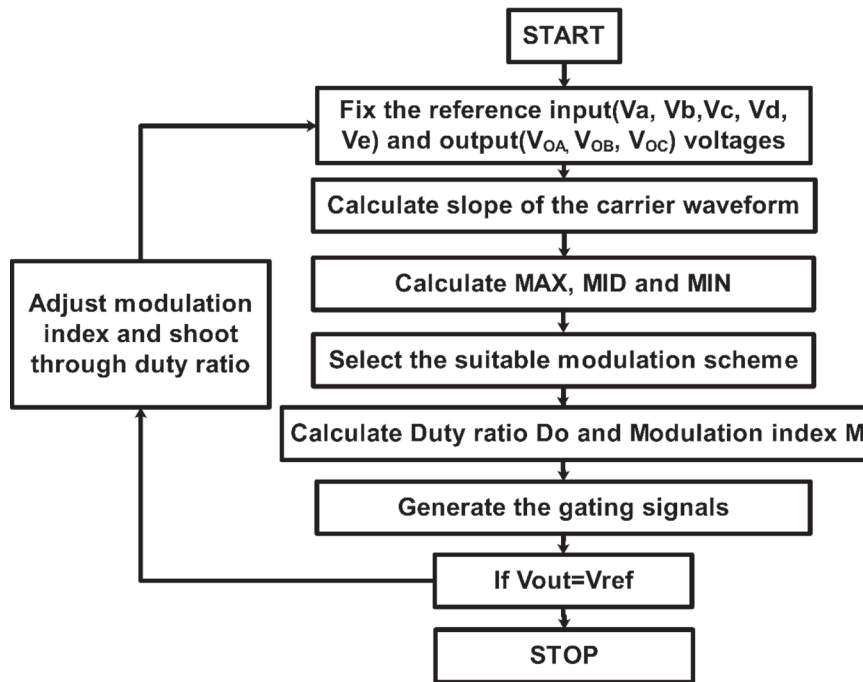 START
Fix the reference input(Va, Vb,Vc, Vd,
Ve) and output(VOA, VOB, VOC) voltages
Calculate slope of the carrier waveform
Calculate MAX, MID and MIN
Adjust modulation
index and shoot
through duty ratio
Select the suitable modulation scheme
Calculate Duty ratio Do and Modulation index M
Generate the gating signals
If Vout=Vref
STOP